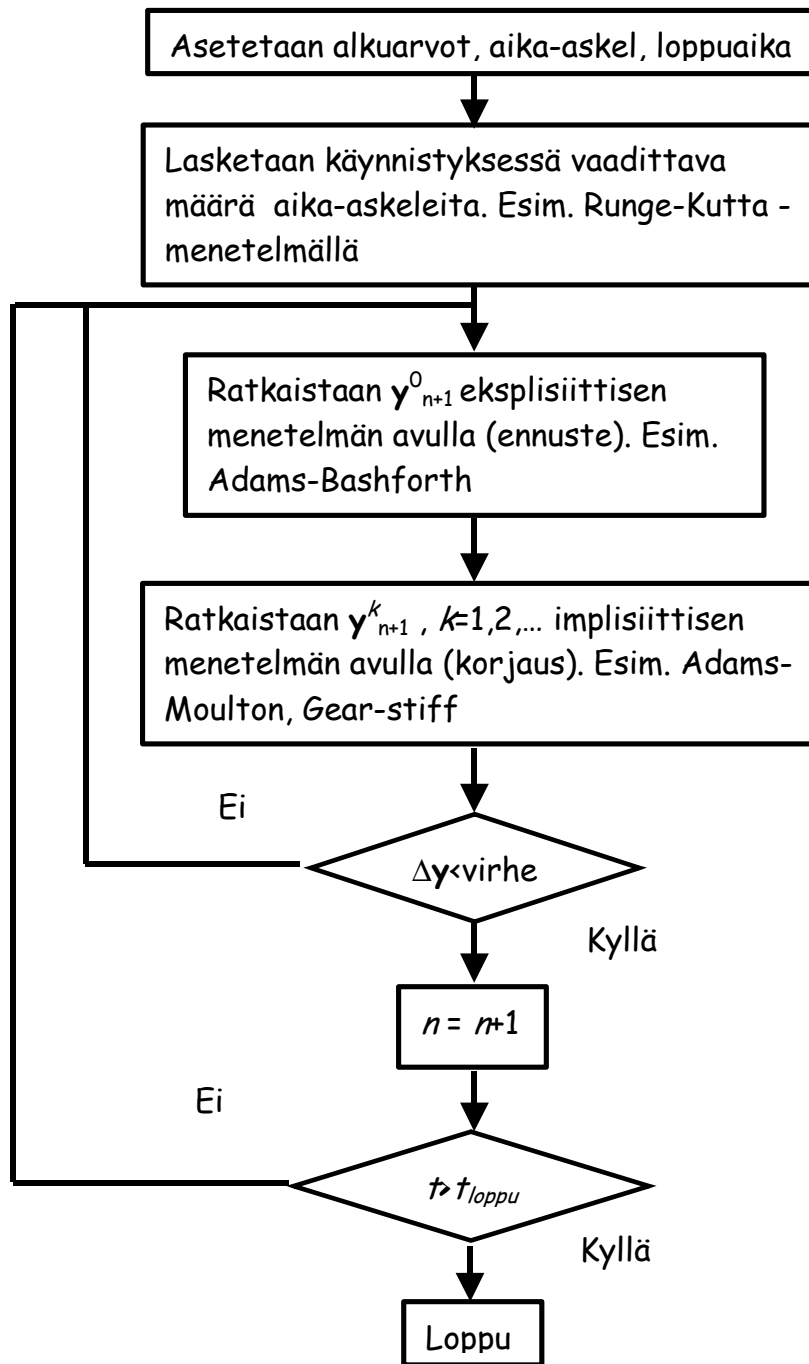 Asetetaan alkuarvot, aika-askel, loppuaika
Lasketaan käynnistyksessä vaadittava
määrä aika-askeleita. Esim. Runge-Kutta -
menetelmällä
Ratkaistaan y⁰ₙ₊₁ eksplisiittisen
menetelmän avulla (ennuste). Esim.
Adams-Bashforth
Ratkaistaan yᵏₙ₊₁ , k=1,2,... implisiittisen
menetelmän avulla (korjaus). Esim. Adams-
Moulton, Gear-stiff
Ei
Δy<virhe
Kyllä
n = n+1
Ei
t>t_loppu
Kyllä
Loppu